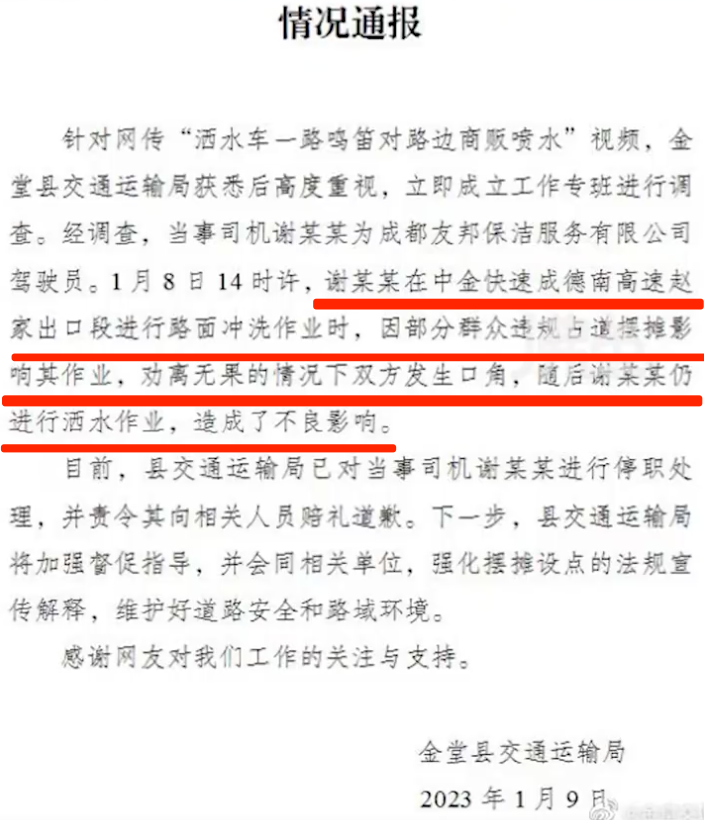 情况通报
针对网传“洒水车一路鸣笛对路边商贩喷水”视频，金
堂县交通运输局获悉后高度重视，立即成立工作专班进行调
查。经调查，当事司机谢某某为成都友邦保洁服务有限公司
驾驶员。1月8日14时许，谢某某在中金快速成德南高速赵
家出口段进行路面冲洗作业时，因部分群众违规占道摆摊影
响其作业，劝离无果的情况下双方发生口角，随后谢某某仍
进行洒水作业，造成了不良影响。
目前，县交通运输局已对当事司机谢某某进行停职处
理，并责令其向相关人员赔礼道歉。下一步，县交通运输局
将加强督促指导，并会同相关单位，强化摆摊设点的法规宣
传解释，维护好道路安全和路域环境。
感谢网友对我们工作的关注与支持。
金堂县交通运输局
2023年1月9日